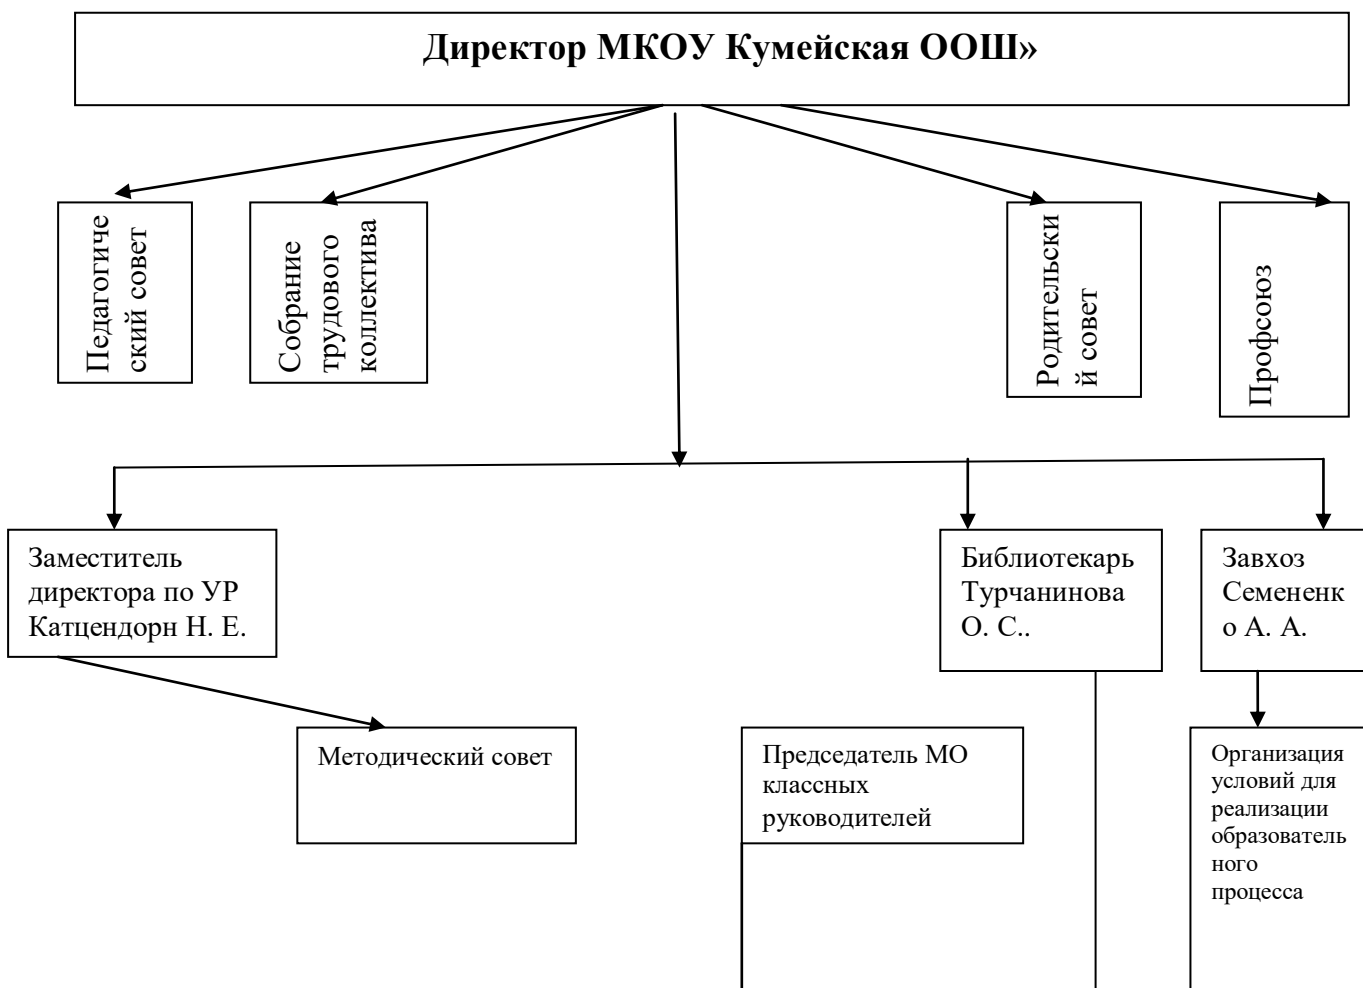 Директор МКОУ Кумейская ООШ»
Педагогиче
ский совет
Собрание
трудового
коллектива
Родительски
й совет
Профсоюз
Заместитель
директора по УР
Катцендорн Н. Е.
Библиотекарь
Турчанинова
О. С..
Завхоз
Семененк
о А. А.
Методический совет
Председатель МО
классных
руководителей
Организация
условий для
реализации
образователь
ного
процесса